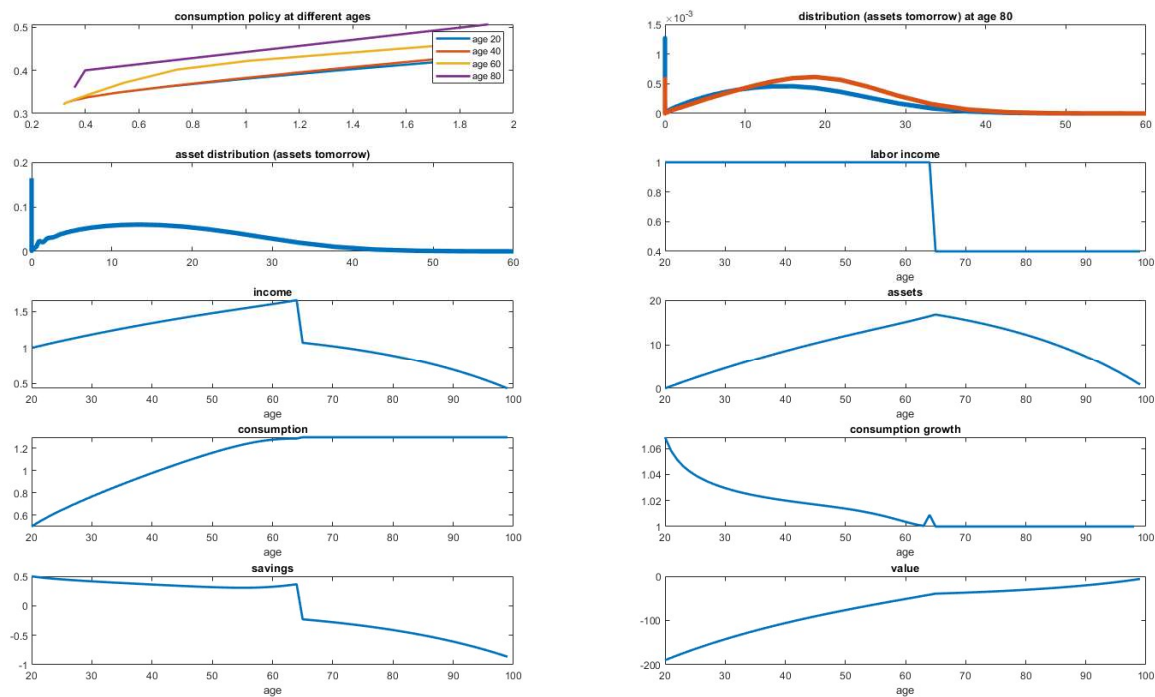 consumption policy at different ages
0.5
0.4
0.3
0.2 0.4 0.6 0.8 1 1.2 1.4 1.6 1.8 2
age 20
age 40
age 60
age 80
distribution (assets tomorrow) at age 80
1.5 ×10-3
1
0.5
0
0 10 20 30 40 50 60
asset distribution (assets tomorrow)
0.2
0.1
0
0 10 20 30 40 50 60
labor income
1
0.8
0.6
0.4
20 30 40 50 60 70 80 90 100
age
income
1.5
1
0.5
20 30 40 50 60 70 80 90 100
age
assets
20
10
0
20 30 40 50 60 70 80 90 100
age
consumption
1.2
1
0.8
0.6
20 30 40 50 60 70 80 90 100
age
consumption growth
1.06
1.04
1.02
1
20 30 40 50 60 70 80 90 100
age
savings
0.5
0
-0.5
-1
20 30 40 50 60 70 80 90 100
age
value
0
-100
-200
20 30 40 50 60 70 80 90 100
age